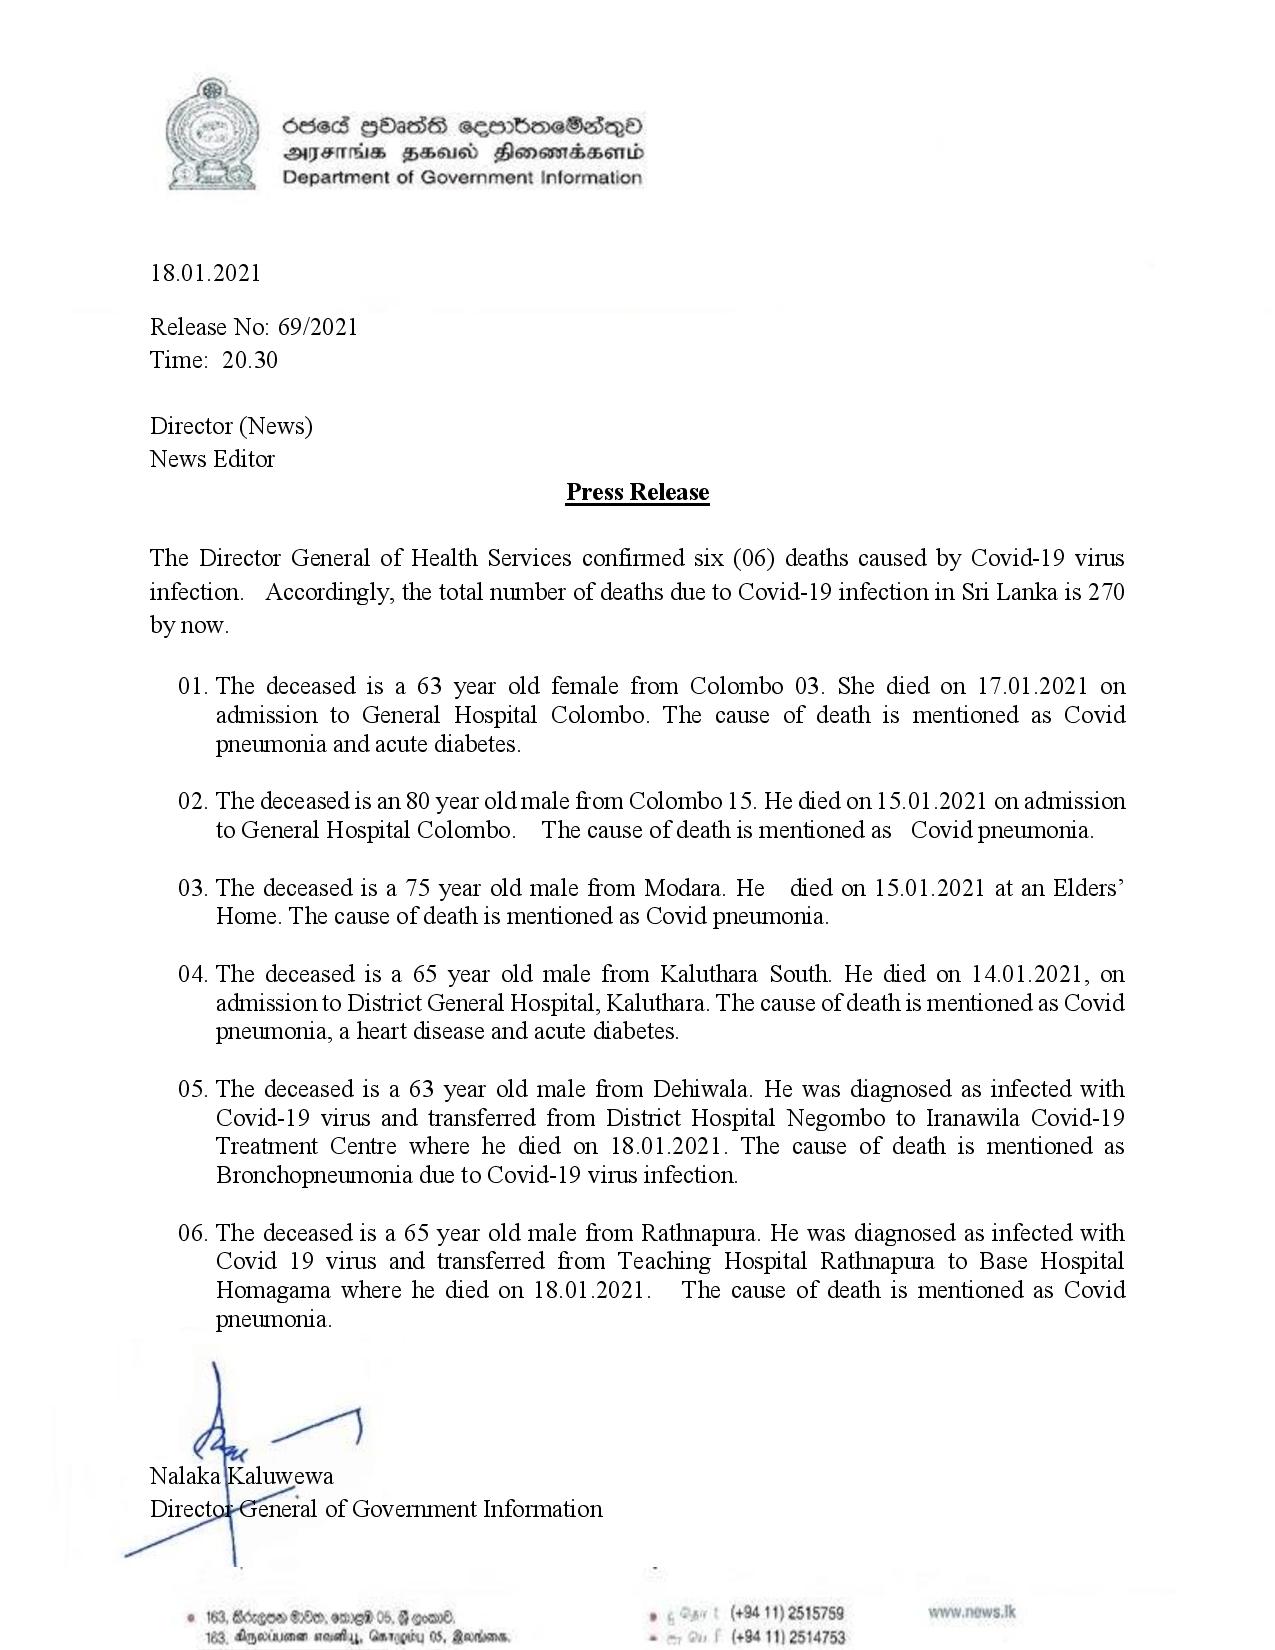 රජයේ ප්‍රවෘත්ති දෙපාර්තමේන්තුව
அரசாங்க தகவல் திணைக்களம்
Department of Government Information
18.01.2021
Release No: 69/2021
Time: 20.30
Director (News)
News Editor
Press Release
The Director General of Health Services confirmed six (06) deaths caused by Covid-19 virus
infection. Accordingly, the total number of deaths due to Covid-19 infection in Sri Lanka is 270
by now.
01. The deceased is a 63 year old female from Colombo 03. She died on 17.01.2021 on
admission to General Hospital Colombo. The cause of death is mentioned as Covid
pneumonia and acute diabetes.
02. The deceased is an 80 year old male from Colombo 15. He died on 15.01.2021 on admission
to General Hospital Colombo. The cause of death is mentioned as Covid pneumonia.
03. The deceased is a 75 year old male from Modara. He died on 15.01.2021 at an Elders’
Home. The cause of death is mentioned as Covid pneumonia.
04. The deceased is a 65 year old male from Kaluthara South. He died on 14.01.2021, on
admission to District General Hospital, Kaluthara. The cause of death is mentioned as Covid
pneumonia, a heart disease and acute diabetes.
05. The deceased is a 63 year old male from Dehiwala. He was diagnosed as infected with
Covid-19 virus and transferred from District Hospital Negombo to Iranawila Covid-19
Treatment Centre where he died on 18.01.2021. The cause of death is mentioned as
Bronchopneumonia due to Covid-19 virus infection.
06. The deceased is a 65 year old male from Rathnapura. He was diagnosed as infected with
Covid 19 virus and transferred from Teaching Hospital Rathnapura to Base Hospital
Homagama where he died on 18.01.2021. The cause of death is mentioned as Covid
pneumonia.
Nalaka Kaluwewa
Director General of Government Information
163, කිරුලපන මාවත, කොළඹ 05, ශ්‍රී ලංකාව.
163, கிருலப்பனை எவனியூ, கொழும்பு 05, இலங்கை.
(+94 11) 2515759
(+94 11) 2514753
www.news.lk